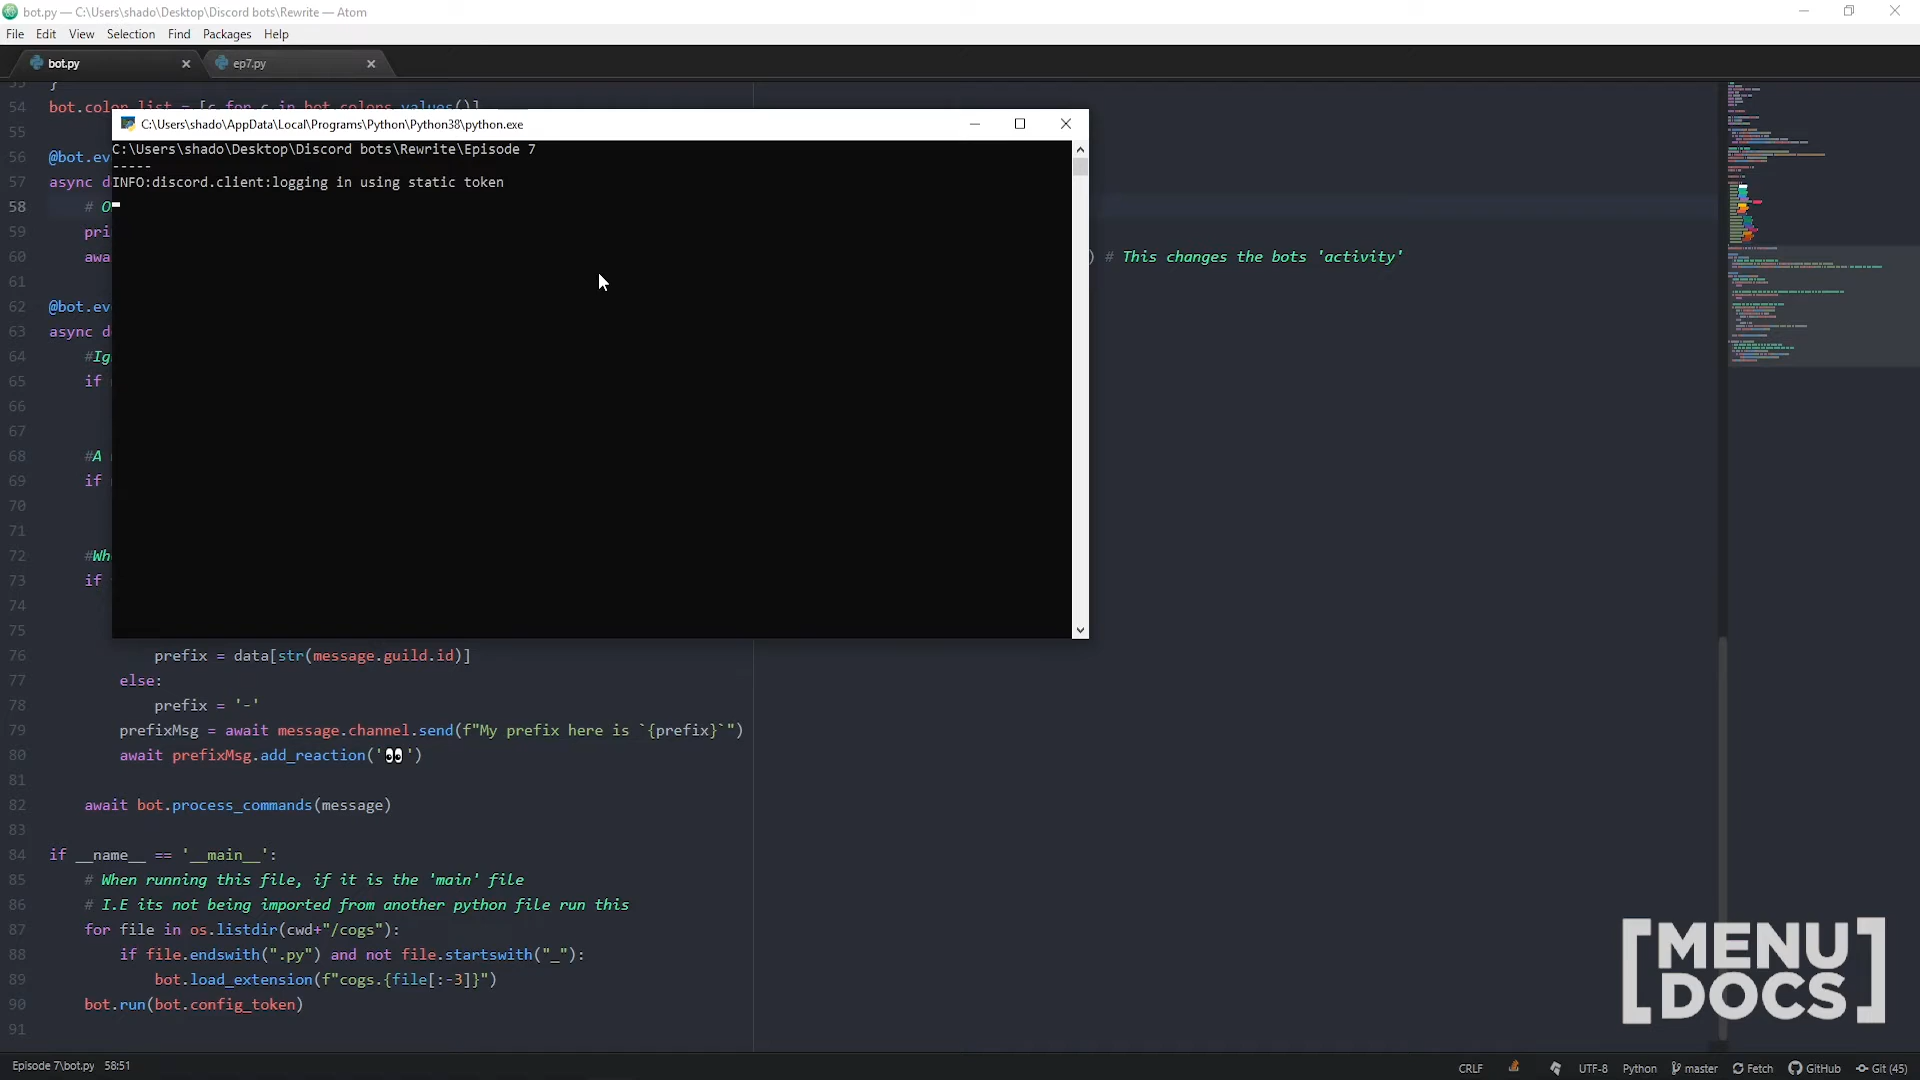 bot.py — C:\Users\shado\Desktop\Discord bots\Rewrite — Atom
File Edit View Selection Find Packages Help
bot.py
ep7.py
54 bot.color_list = [c for c in bot.colors.values()]
C:\Users\shado\AppData\Local\Programs\Python\Python38\python.exe
C:\Users\shado\Desktop\Discord bots\Rewrite\Episode 7
-----
INFO:discord.client:logging in using static token
55
56 @bot.ev
57 async d
58 # O
59 pri
60 awa ) # This changes the bots 'activity'
61
62 @bot.ev
63 async d
64 #Ig
65 if
66
67
68 #A
69 if
70
71
72 #Wh
73 if
74
75
76 prefix = data[str(message.guild.id)]
77 else:
78 prefix = '-'
79 prefixMsg = await message.channel.send(f"My prefix here is `{prefix}`")
80 await prefixMsg.add_reaction('👀')
81
82 await bot.process_commands(message)
83
84 if __name__ == '__main__':
85 # When running this file, if it is the 'main' file
86 # I.E its not being imported from another python file run this
87 for file in os.listdir(cwd+"/cogs"):
88 if file.endswith(".py") and not file.startswith("_"):
89 bot.load_extension(f"cogs.{file[:-3]}")
90 bot.run(bot.config_token)
91
[MENU
DOCS]
Episode 7\bot.py 58:51
CRLF UTF-8 Python master Fetch GitHub Git (45)